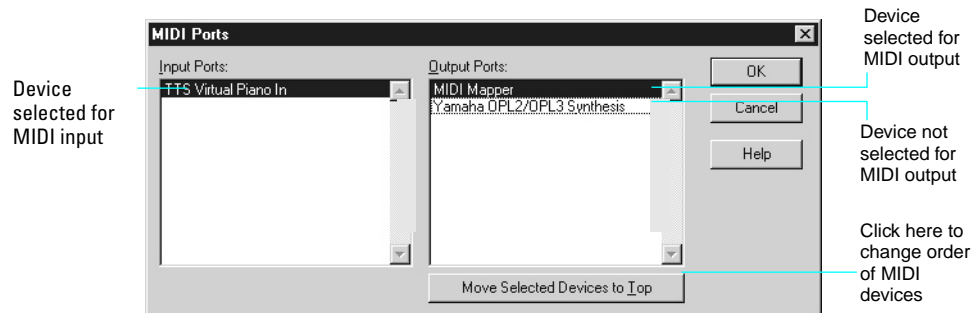 Device
selected for
MIDI input
MIDI Ports
Input Ports:
TTS Virtual Piano In
Output Ports:
MIDI Mapper
Yamaha OPL2/OPL3 Synthesis
Move Selected Devices to Top
OK
Cancel
Help
Device
selected for
MIDI output
Device not
selected for
MIDI output
Click here to
change order
of MIDI
devices